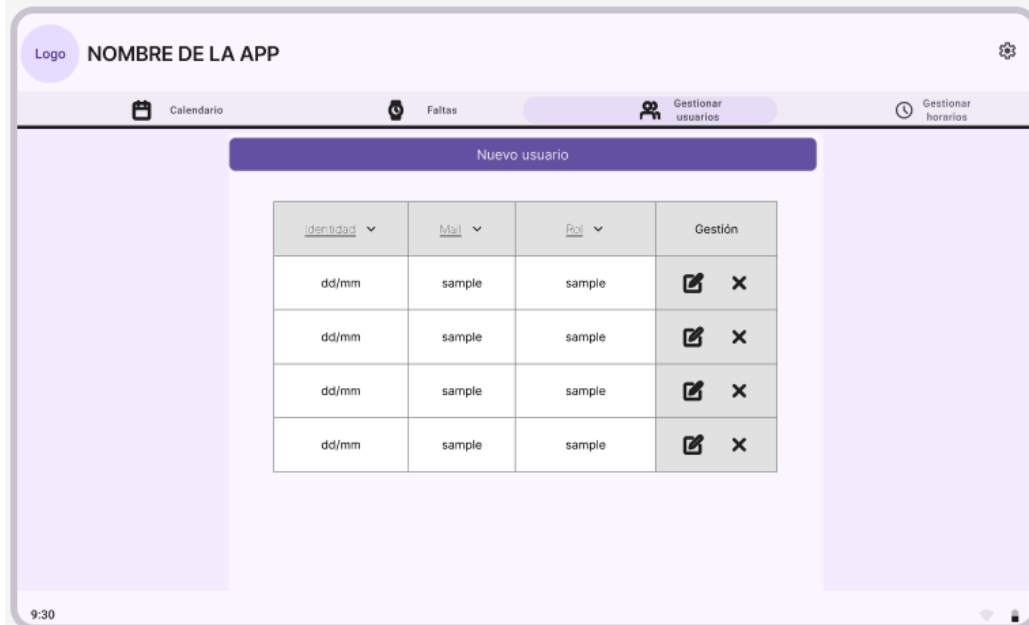 Logo NOMBRE DE LA APP
Calendario
Faltas
Gestionar
usuarios
Gestionar
horarios
Nuevo usuario
Identidad Mail Rol Gestión
dd/mm sample sample
dd/mm sample sample
dd/mm sample sample
dd/mm sample sample
9:30